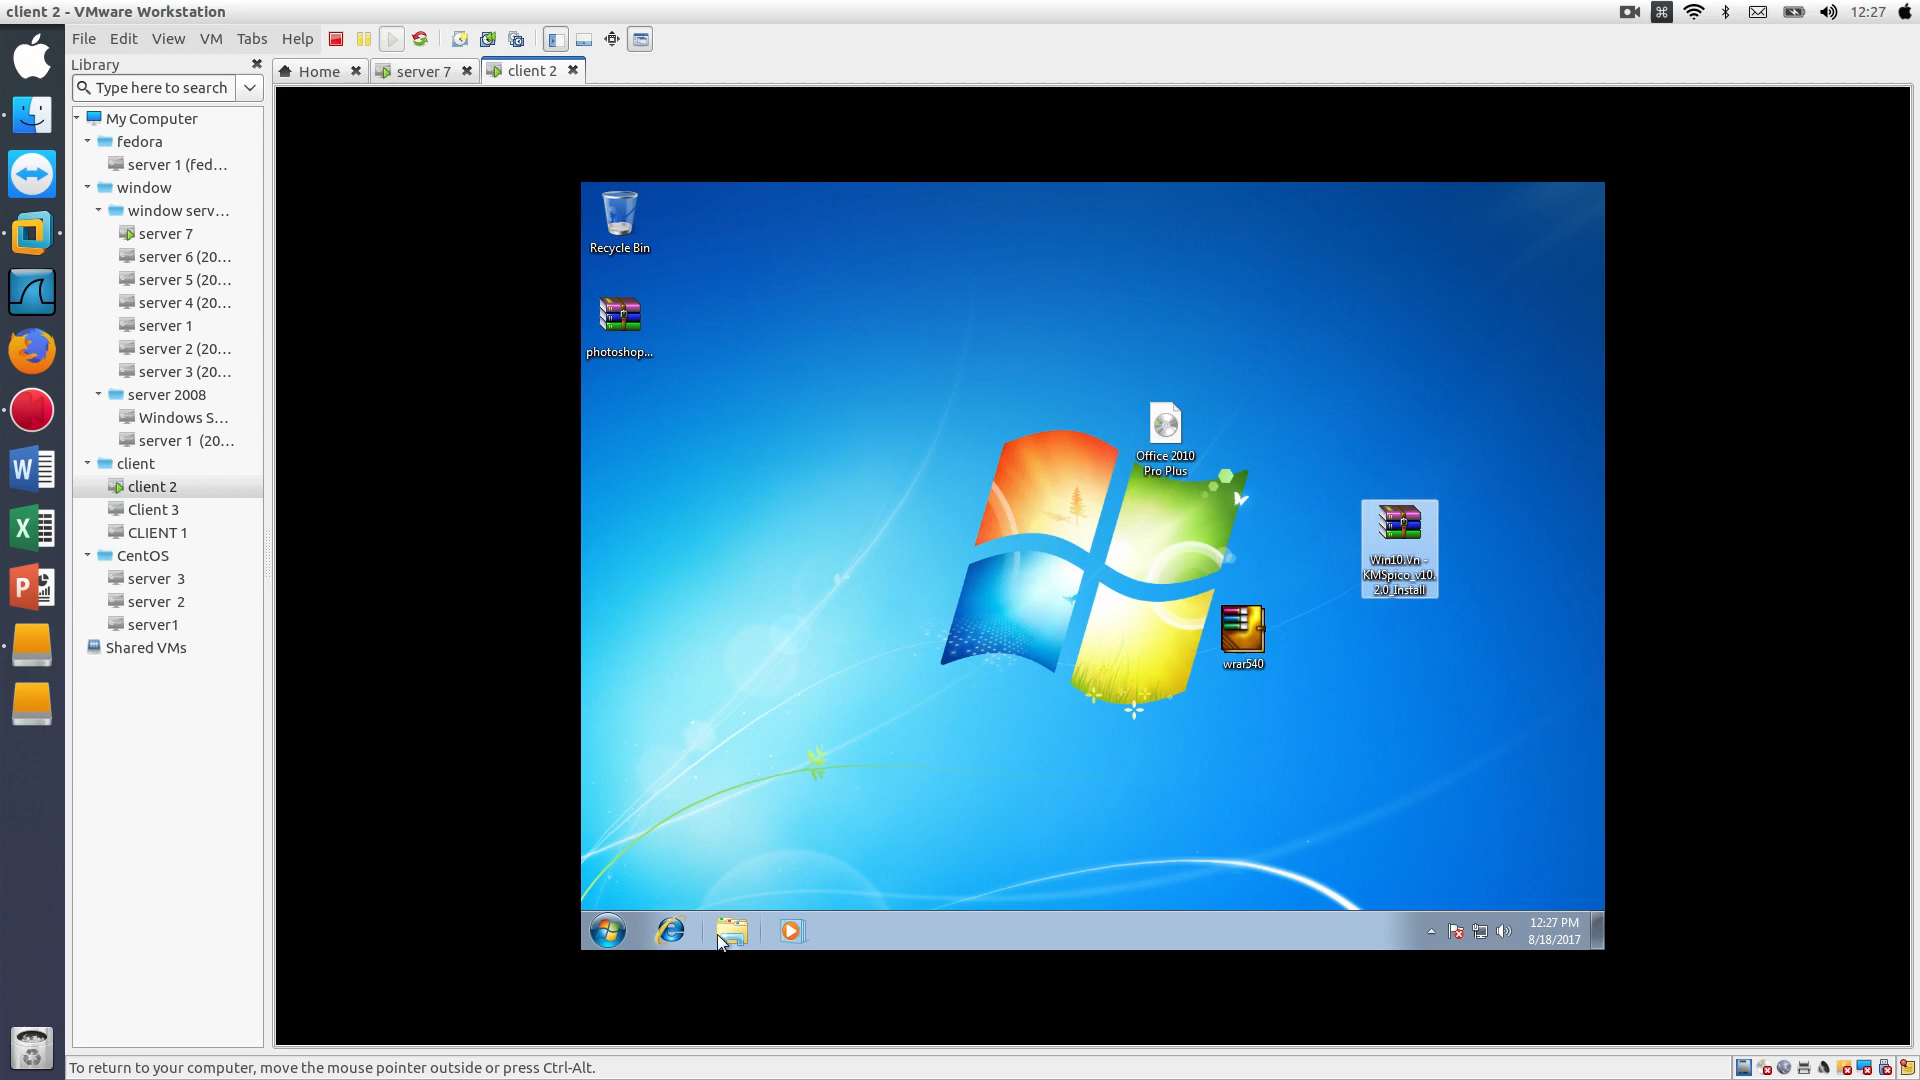 client 2 - VMware Workstation
12:27
File Edit View VM Tabs Help
Library
Type here to search
Home
server 7
client 2
My Computer
fedora
server 1 (fed...
window
window serv...
server 7
server 6 (20...
server 5 (20...
server 4 (20...
server 1
server 2 (20...
server 3 (20...
server 2008
Windows S...
server 1 (20...
client
client 2
Client 3
CLIENT 1
CentOS
server 3
server 2
server1
Shared VMs
Recycle Bin
photoshop...
Office 2010
Pro Plus
Win10.Vn -
KMSpico_v10.
2.0_Install
wrar540
12:27 PM
8/18/2017
To return to your computer, move the mouse pointer outside or press Ctrl-Alt.